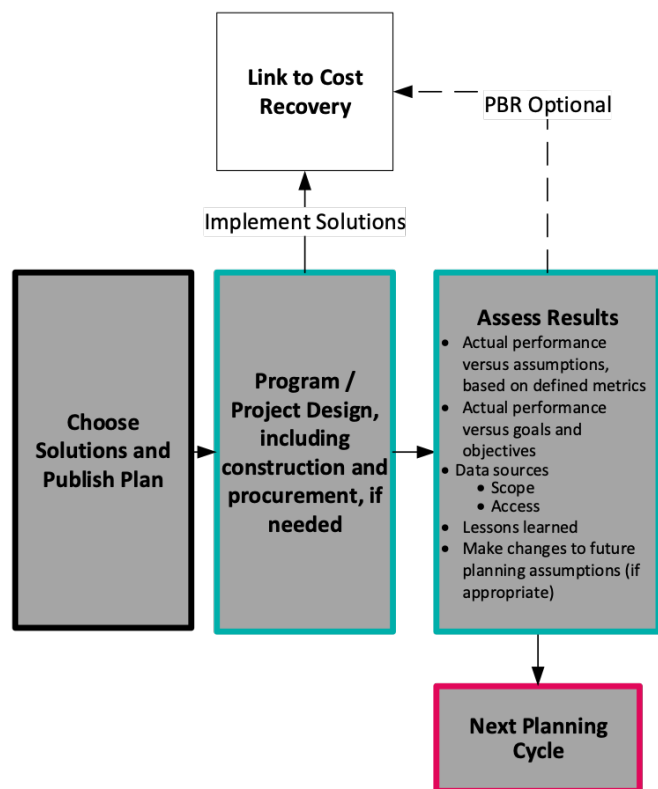 Link to Cost
Recovery
PBR Optional
Implement Solutions
Choose
Solutions and
Publish Plan
Program /
Project Design,
including
construction and
procurement, if
needed
Assess Results
• Actual performance
versus assumptions,
based on defined metrics
• Actual performance
versus goals and
objectives
• Data sources
• Scope
• Access
• Lessons learned
• Make changes to future
planning assumptions (if
appropriate)
Next Planning
Cycle